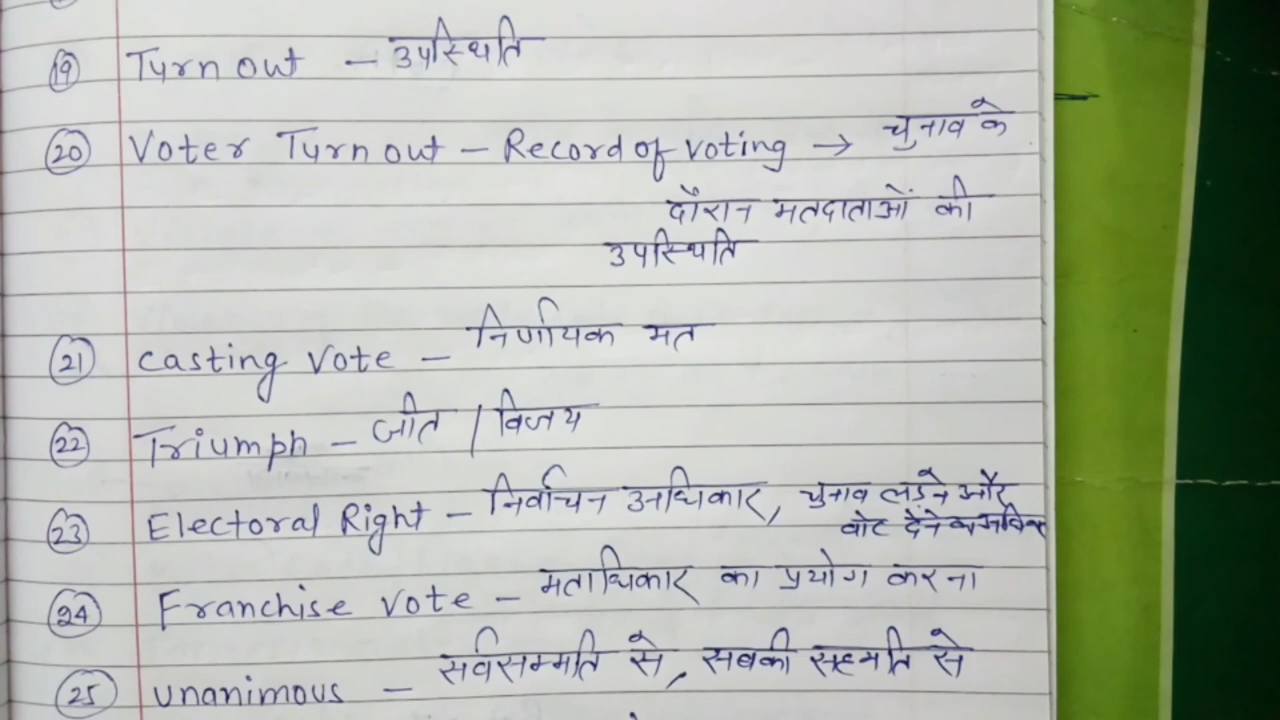 19 Turn out – उपस्थिति
20 Voter Turn out – Record of voting → चुनाव के
दौरान मतदाताओं की
उपस्थिति
21 Casting Vote – निर्णायक मत
22 Triumph – जीत / विजय
23 Electoral Right – निर्वाचन अधिकार, चुनाव लड़ने और
वोट देने का
24 Franchise vote – मताधिकार का प्रयोग करना
25 unanimous – सर्वसम्मति से, सबकी सहमति से